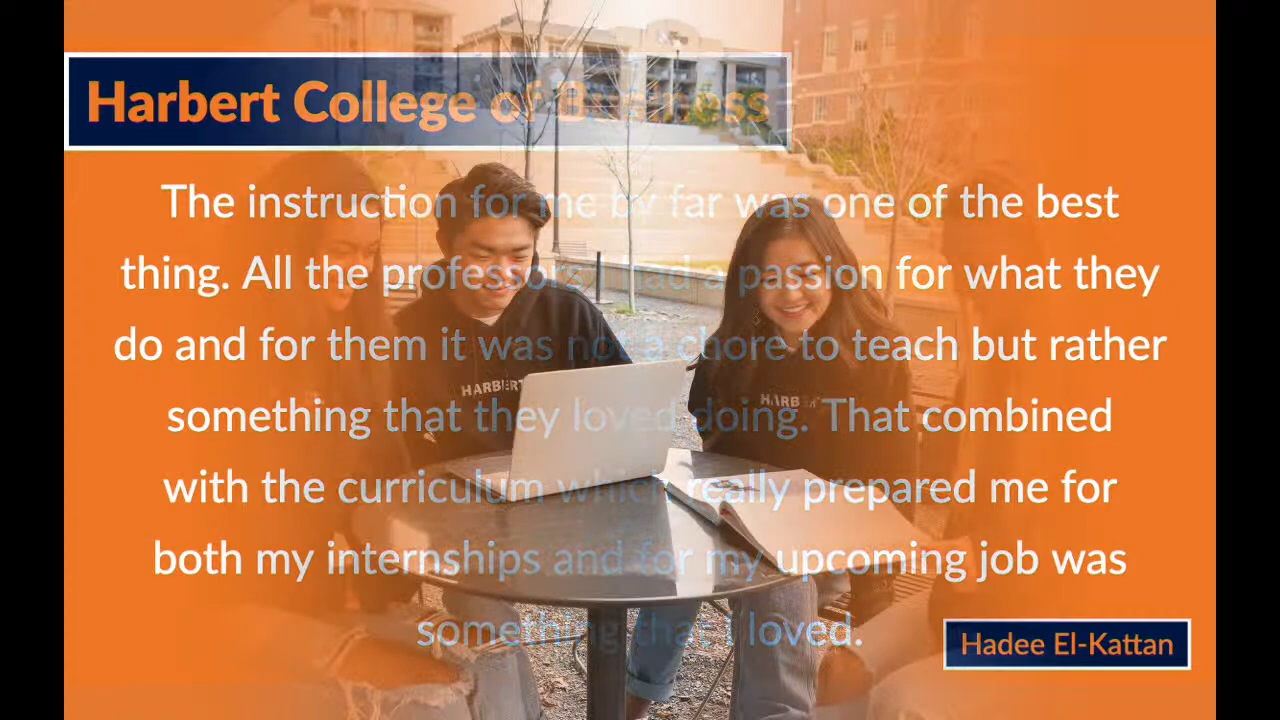 Harbert College of Business
The instruction for me by far was one of the best
thing. All the professors I had a passion for what they
do and for them it was not a chore to teach but rather
something that they loved doing. That combined
with the curriculum which really prepared me for
both my internships and for my upcoming job was
something that I loved.
Hadee El-Kattan
HARBERT
HARBERT